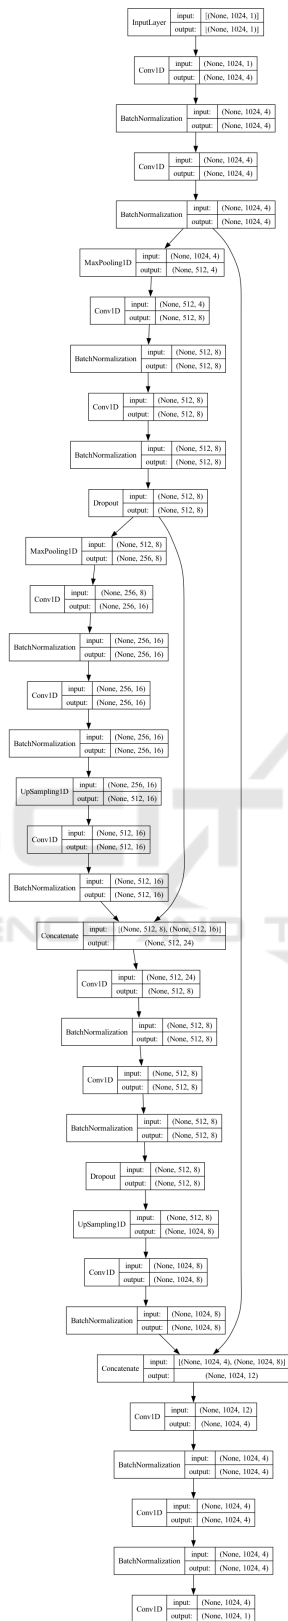 InputLayer input: [(None, 1024, 1)]
output: [(None, 1024, 1)]
Conv1D input: (None, 1024, 1)
output: (None, 1024, 4)
BatchNormalization input: (None, 1024, 4)
output: (None, 1024, 4)
Conv1D input: (None, 1024, 4)
output: (None, 1024, 4)
BatchNormalization input: (None, 1024, 4)
output: (None, 1024, 4)
MaxPooling1D input: (None, 1024, 4)
output: (None, 512, 4)
Conv1D input: (None, 512, 4)
output: (None, 512, 8)
BatchNormalization input: (None, 512, 8)
output: (None, 512, 8)
Conv1D input: (None, 512, 8)
output: (None, 512, 8)
BatchNormalization input: (None, 512, 8)
output: (None, 512, 8)
Dropout input: (None, 512, 8)
output: (None, 512, 8)
MaxPooling1D input: (None, 512, 8)
output: (None, 256, 8)
Conv1D input: (None, 256, 8)
output: (None, 256, 16)
BatchNormalization input: (None, 256, 16)
output: (None, 256, 16)
Conv1D input: (None, 256, 16)
output: (None, 256, 16)
BatchNormalization input: (None, 256, 16)
output: (None, 256, 16)
UpSampling1D input: (None, 256, 16)
output: (None, 512, 16)
Conv1D input: (None, 512, 16)
output: (None, 512, 16)
BatchNormalization input: (None, 512, 16)
output: (None, 512, 16)
Concatenate input: [(None, 512, 8), (None, 512, 16)]
output: (None, 512, 24)
Conv1D input: (None, 512, 24)
output: (None, 512, 8)
BatchNormalization input: (None, 512, 8)
output: (None, 512, 8)
Conv1D input: (None, 512, 8)
output: (None, 512, 8)
BatchNormalization input: (None, 512, 8)
output: (None, 512, 8)
Dropout input: (None, 512, 8)
output: (None, 512, 8)
UpSampling1D input: (None, 512, 8)
output: (None, 1024, 8)
Conv1D input: (None, 1024, 8)
output: (None, 1024, 8)
BatchNormalization input: (None, 1024, 8)
output: (None, 1024, 8)
Concatenate input: [(None, 1024, 4), (None, 1024, 8)]
output: (None, 1024, 12)
Conv1D input: (None, 1024, 12)
output: (None, 1024, 4)
BatchNormalization input: (None, 1024, 4)
output: (None, 1024, 4)
Conv1D input: (None, 1024, 4)
output: (None, 1024, 4)
BatchNormalization input: (None, 1024, 4)
output: (None, 1024, 4)
Conv1D input: (None, 1024, 4)
output: (None, 1024, 1)